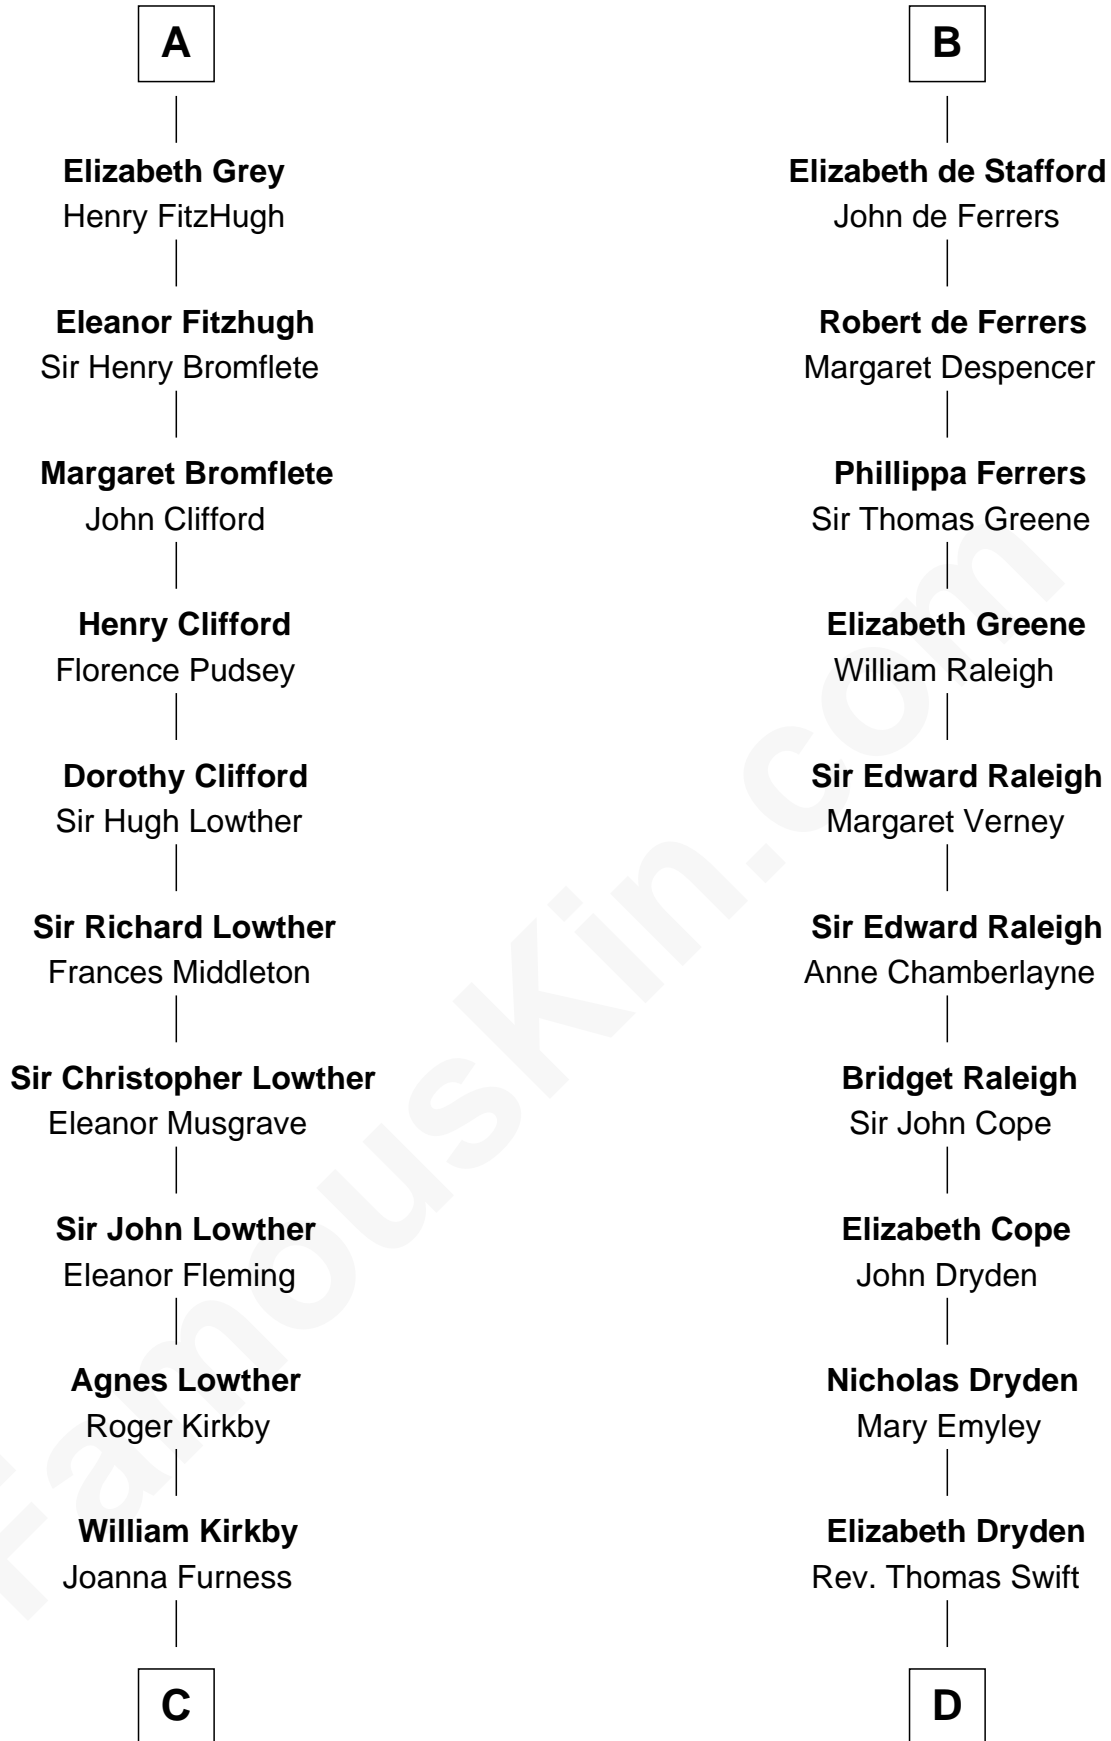 A
Elizabeth Grey
Henry FitzHugh
Eleanor Fitzhugh
Sir Henry Bromflete
Margaret Bromflete
John Clifford
Henry Clifford
Florence Pudsey
Dorothy Clifford
Sir Hugh Lowther
Sir Richard Lowther
Frances Middleton
Sir Christopher Lowther
Eleanor Musgrave
Sir John Lowther
Eleanor Fleming
Agnes Lowther
Roger Kirkby
William Kirkby
Joanna Furness
C
B
Elizabeth de Stafford
John de Ferrers
Robert de Ferrers
Margaret Despencer
Phillippa Ferrers
Sir Thomas Greene
Elizabeth Greene
William Raleigh
Sir Edward Raleigh
Margaret Verney
Sir Edward Raleigh
Anne Chamberlayne
Bridget Raleigh
Sir John Cope
Elizabeth Cope
John Dryden
Nicholas Dryden
Mary Emyley
Elizabeth Dryden
Rev. Thomas Swift
D
FamousKin.com